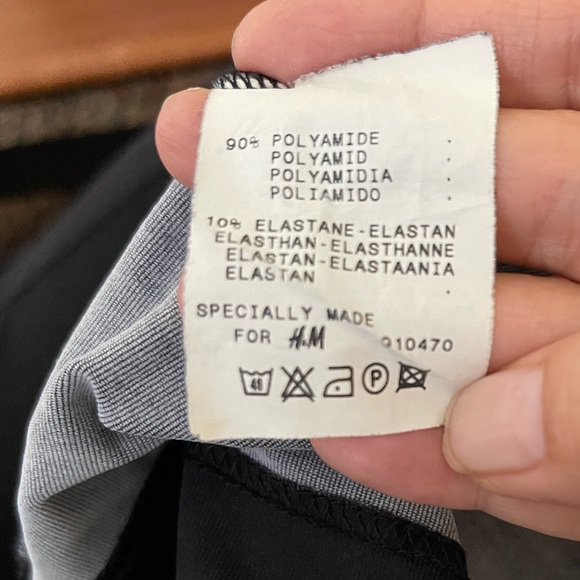 90% POLYAMIDE .
POLYAMID .
POLYAMIDIA .
POLIAMIDO .
10% ELASTANE-ELASTAN
ELASTHAN-ELASTHANNE
ELASTAN-ELASTAANIA
ELASTAN .
SPECIALLY MADE
FOR H&M 910470
40 P